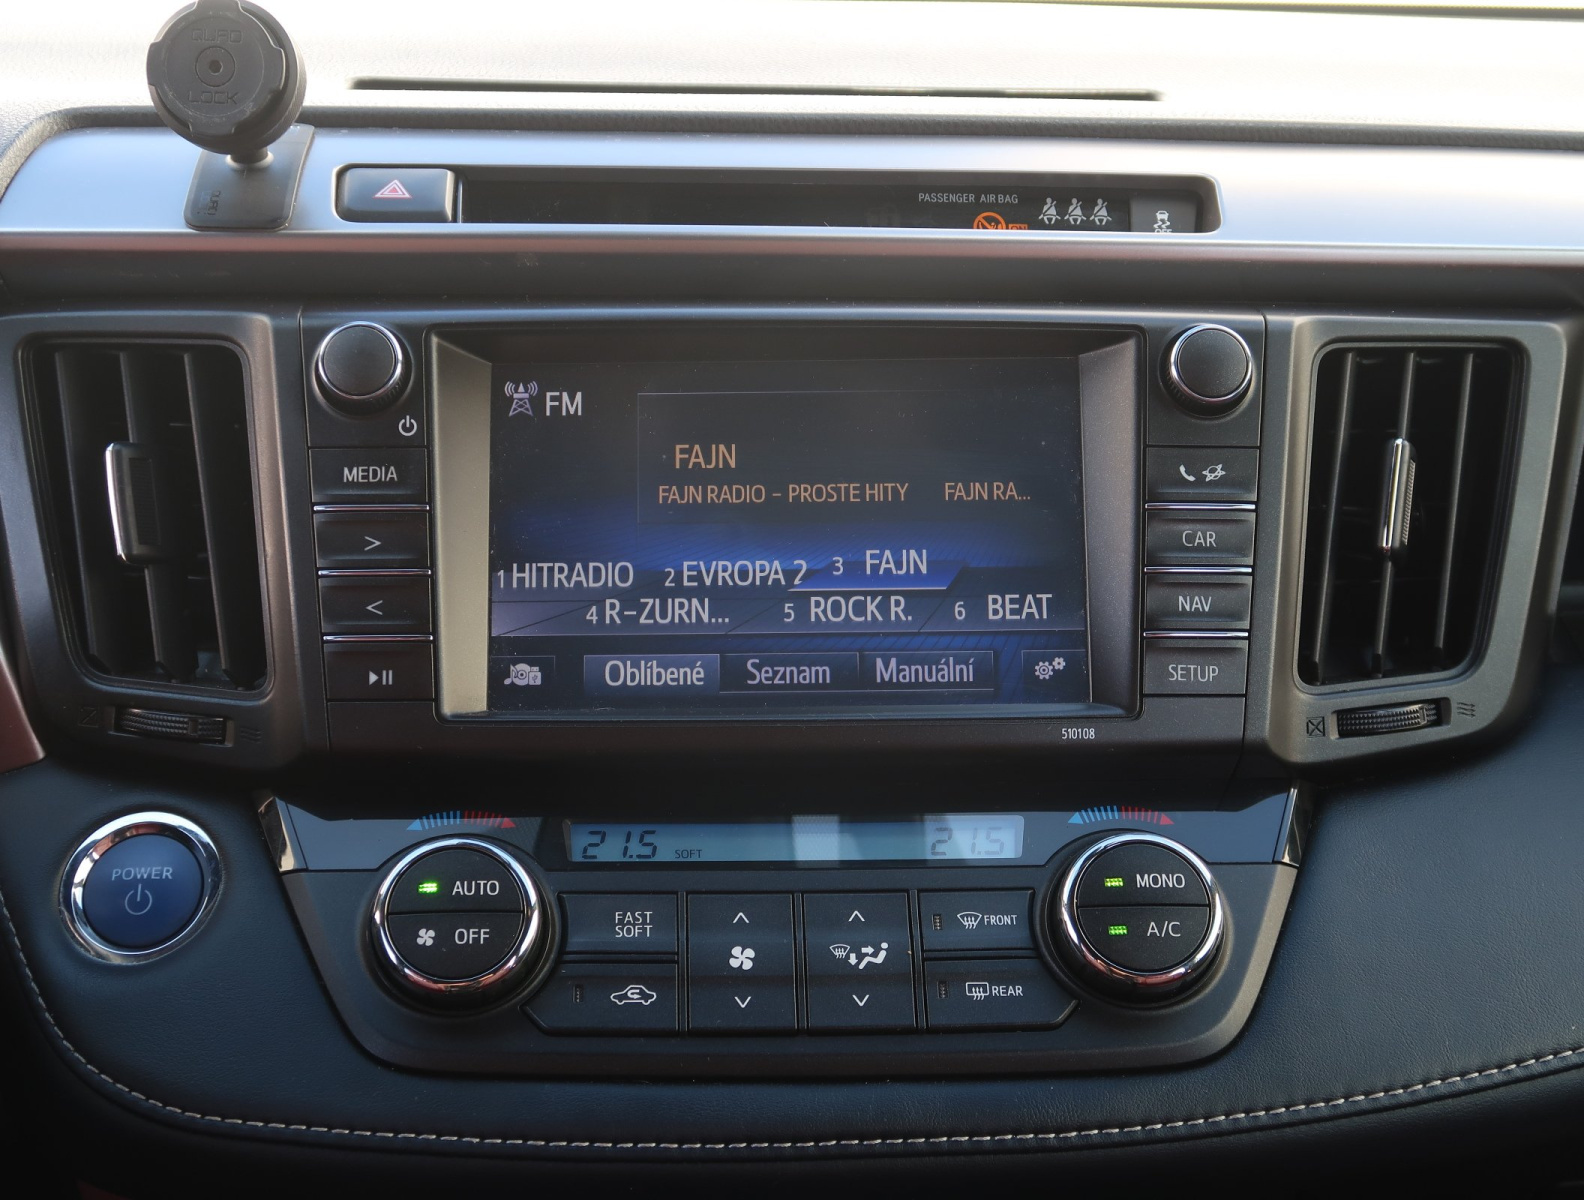 QUAD
LOCK
PASSENGER AIR BAG
OFF
FM
MEDIA
FAJN
FAJN RADIO - PROSTE HITY FAJN RA...
CAR
1 HITRADIO 2 EVROPA 2 3 FAJN
4 R-ZURN... 5 ROCK R. 6 BEAT
NAV
Oblíbené Seznam Manuální
SETUP
510108
21.5 SOFT 21.5
POWER
AUTO
OFF
FAST
SOFT
FRONT
REAR
MONO
A/C